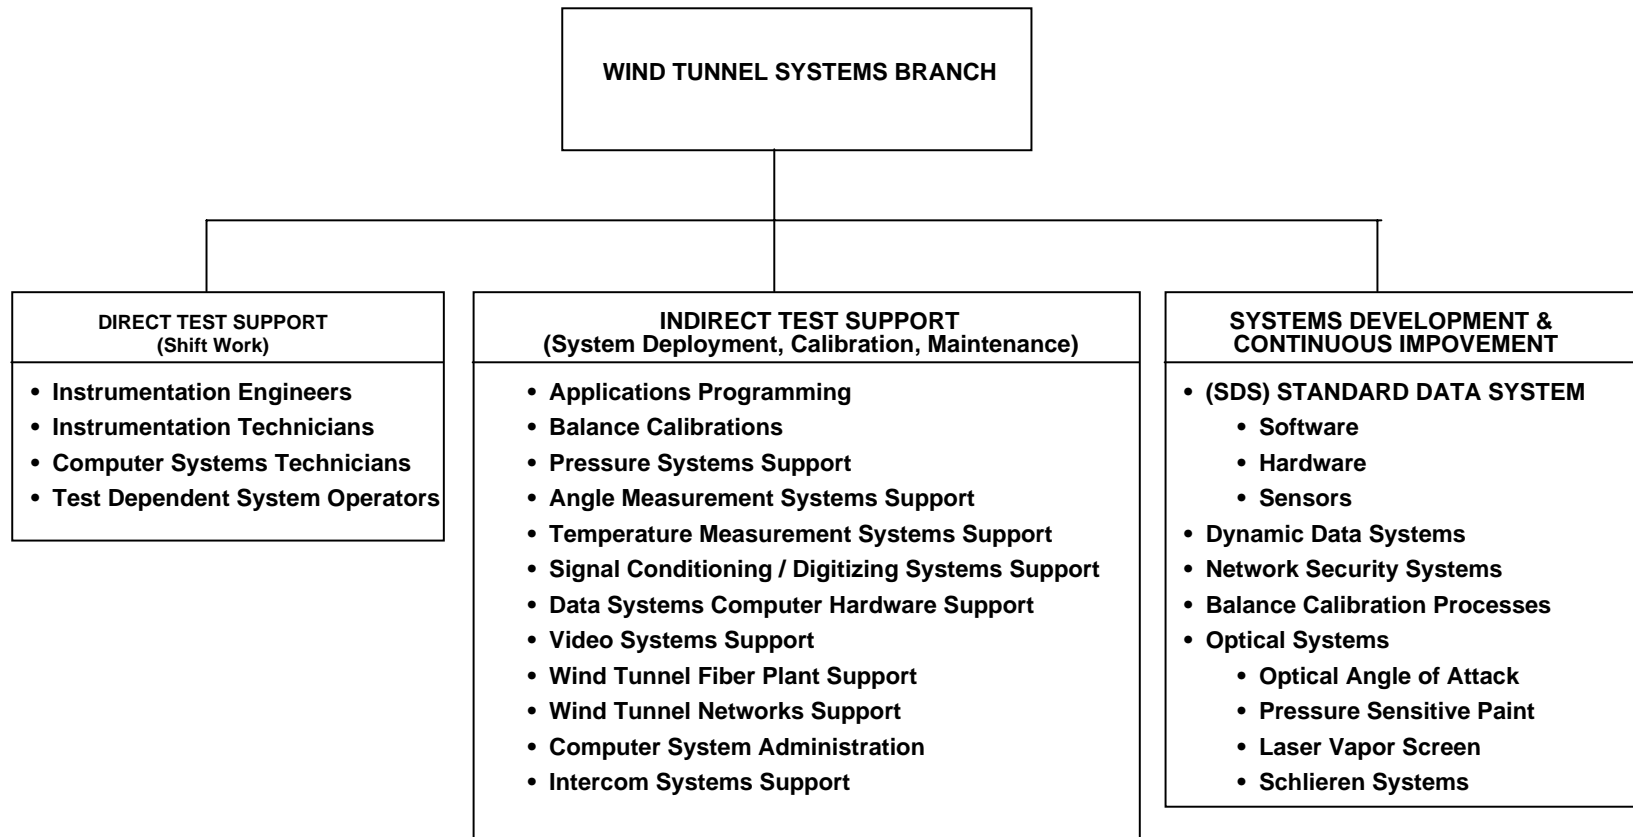 WIND TUNNEL SYSTEMS BRANCH
DIRECT TEST SUPPORT
(Shift Work)
• Instrumentation Engineers
• Instrumentation Technicians
• Computer Systems Technicians
• Test Dependent System Operators
INDIRECT TEST SUPPORT
(System Deployment, Calibration, Maintenance)
• Applications Programming
• Balance Calibrations
• Pressure Systems Support
• Angle Measurement Systems Support
• Temperature Measurement Systems Support
• Signal Conditioning / Digitizing Systems Support
• Data Systems Computer Hardware Support
• Video Systems Support
• Wind Tunnel Fiber Plant Support
• Wind Tunnel Networks Support
• Computer System Administration
• Intercom Systems Support
SYSTEMS DEVELOPMENT &
CONTINUOUS IMPOVEMENT
• (SDS) STANDARD DATA SYSTEM
• Software
• Hardware
• Sensors
• Dynamic Data Systems
• Network Security Systems
• Balance Calibration Processes
• Optical Systems
• Optical Angle of Attack
• Pressure Sensitive Paint
• Laser Vapor Screen
• Schlieren Systems